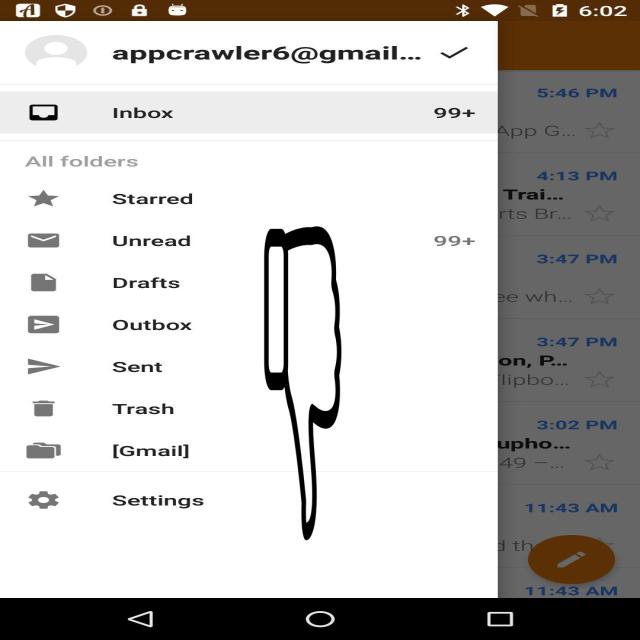 6:02
appcrawler6@gmail...
Inbox 99+
All folders
Starred
Unread 99+
Drafts
Outbox
Sent
Trash
[Gmail]
Settings
5:46 PM
App G...
4:13 PM
Trai...
rts Br...
3:47 PM
ee wh...
3:47 PM
on, P...
3:02 PM
upho...
49 –...
11:43 AM
11:43 AM